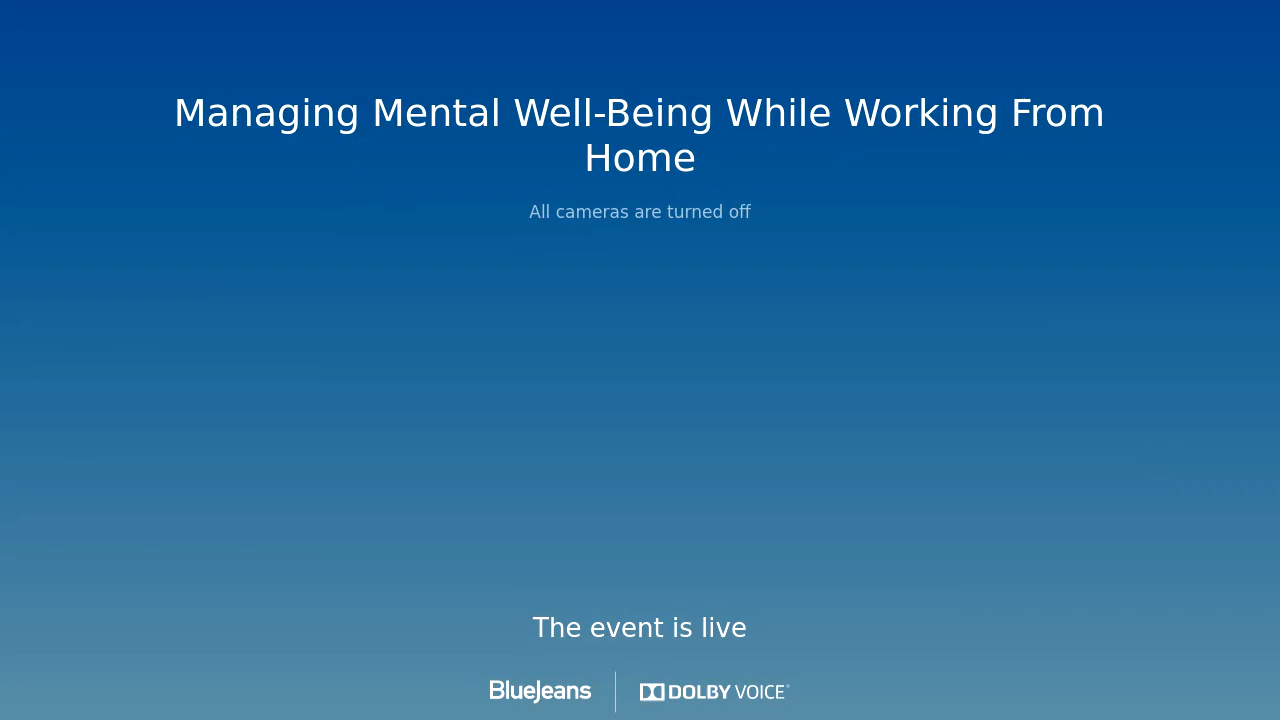 Managing Mental Well-Being While Working From
Home
All cameras are turned off
The event is live
BlueJeans
DOLBY VOICE®